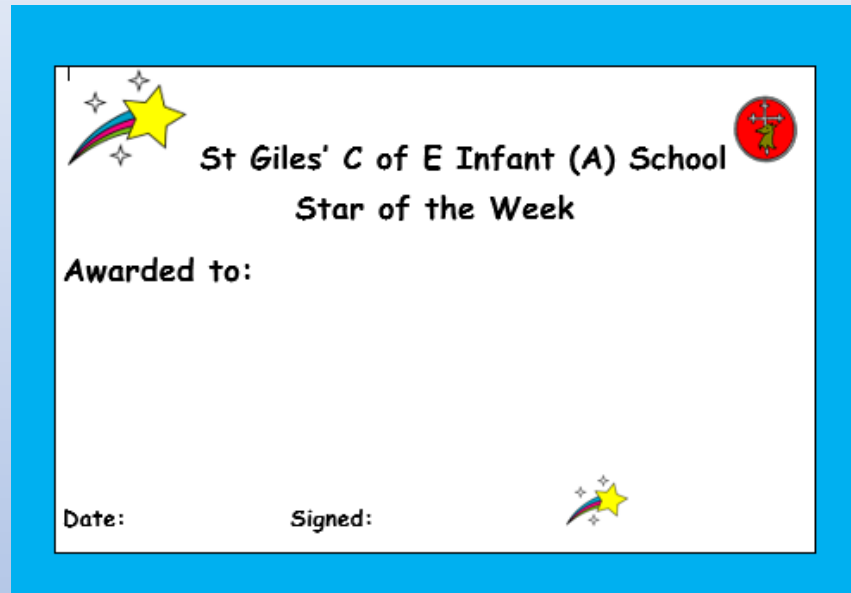 St Giles' C of E Infant (A) School
Star of the Week
Awarded to:
Date: Signed: